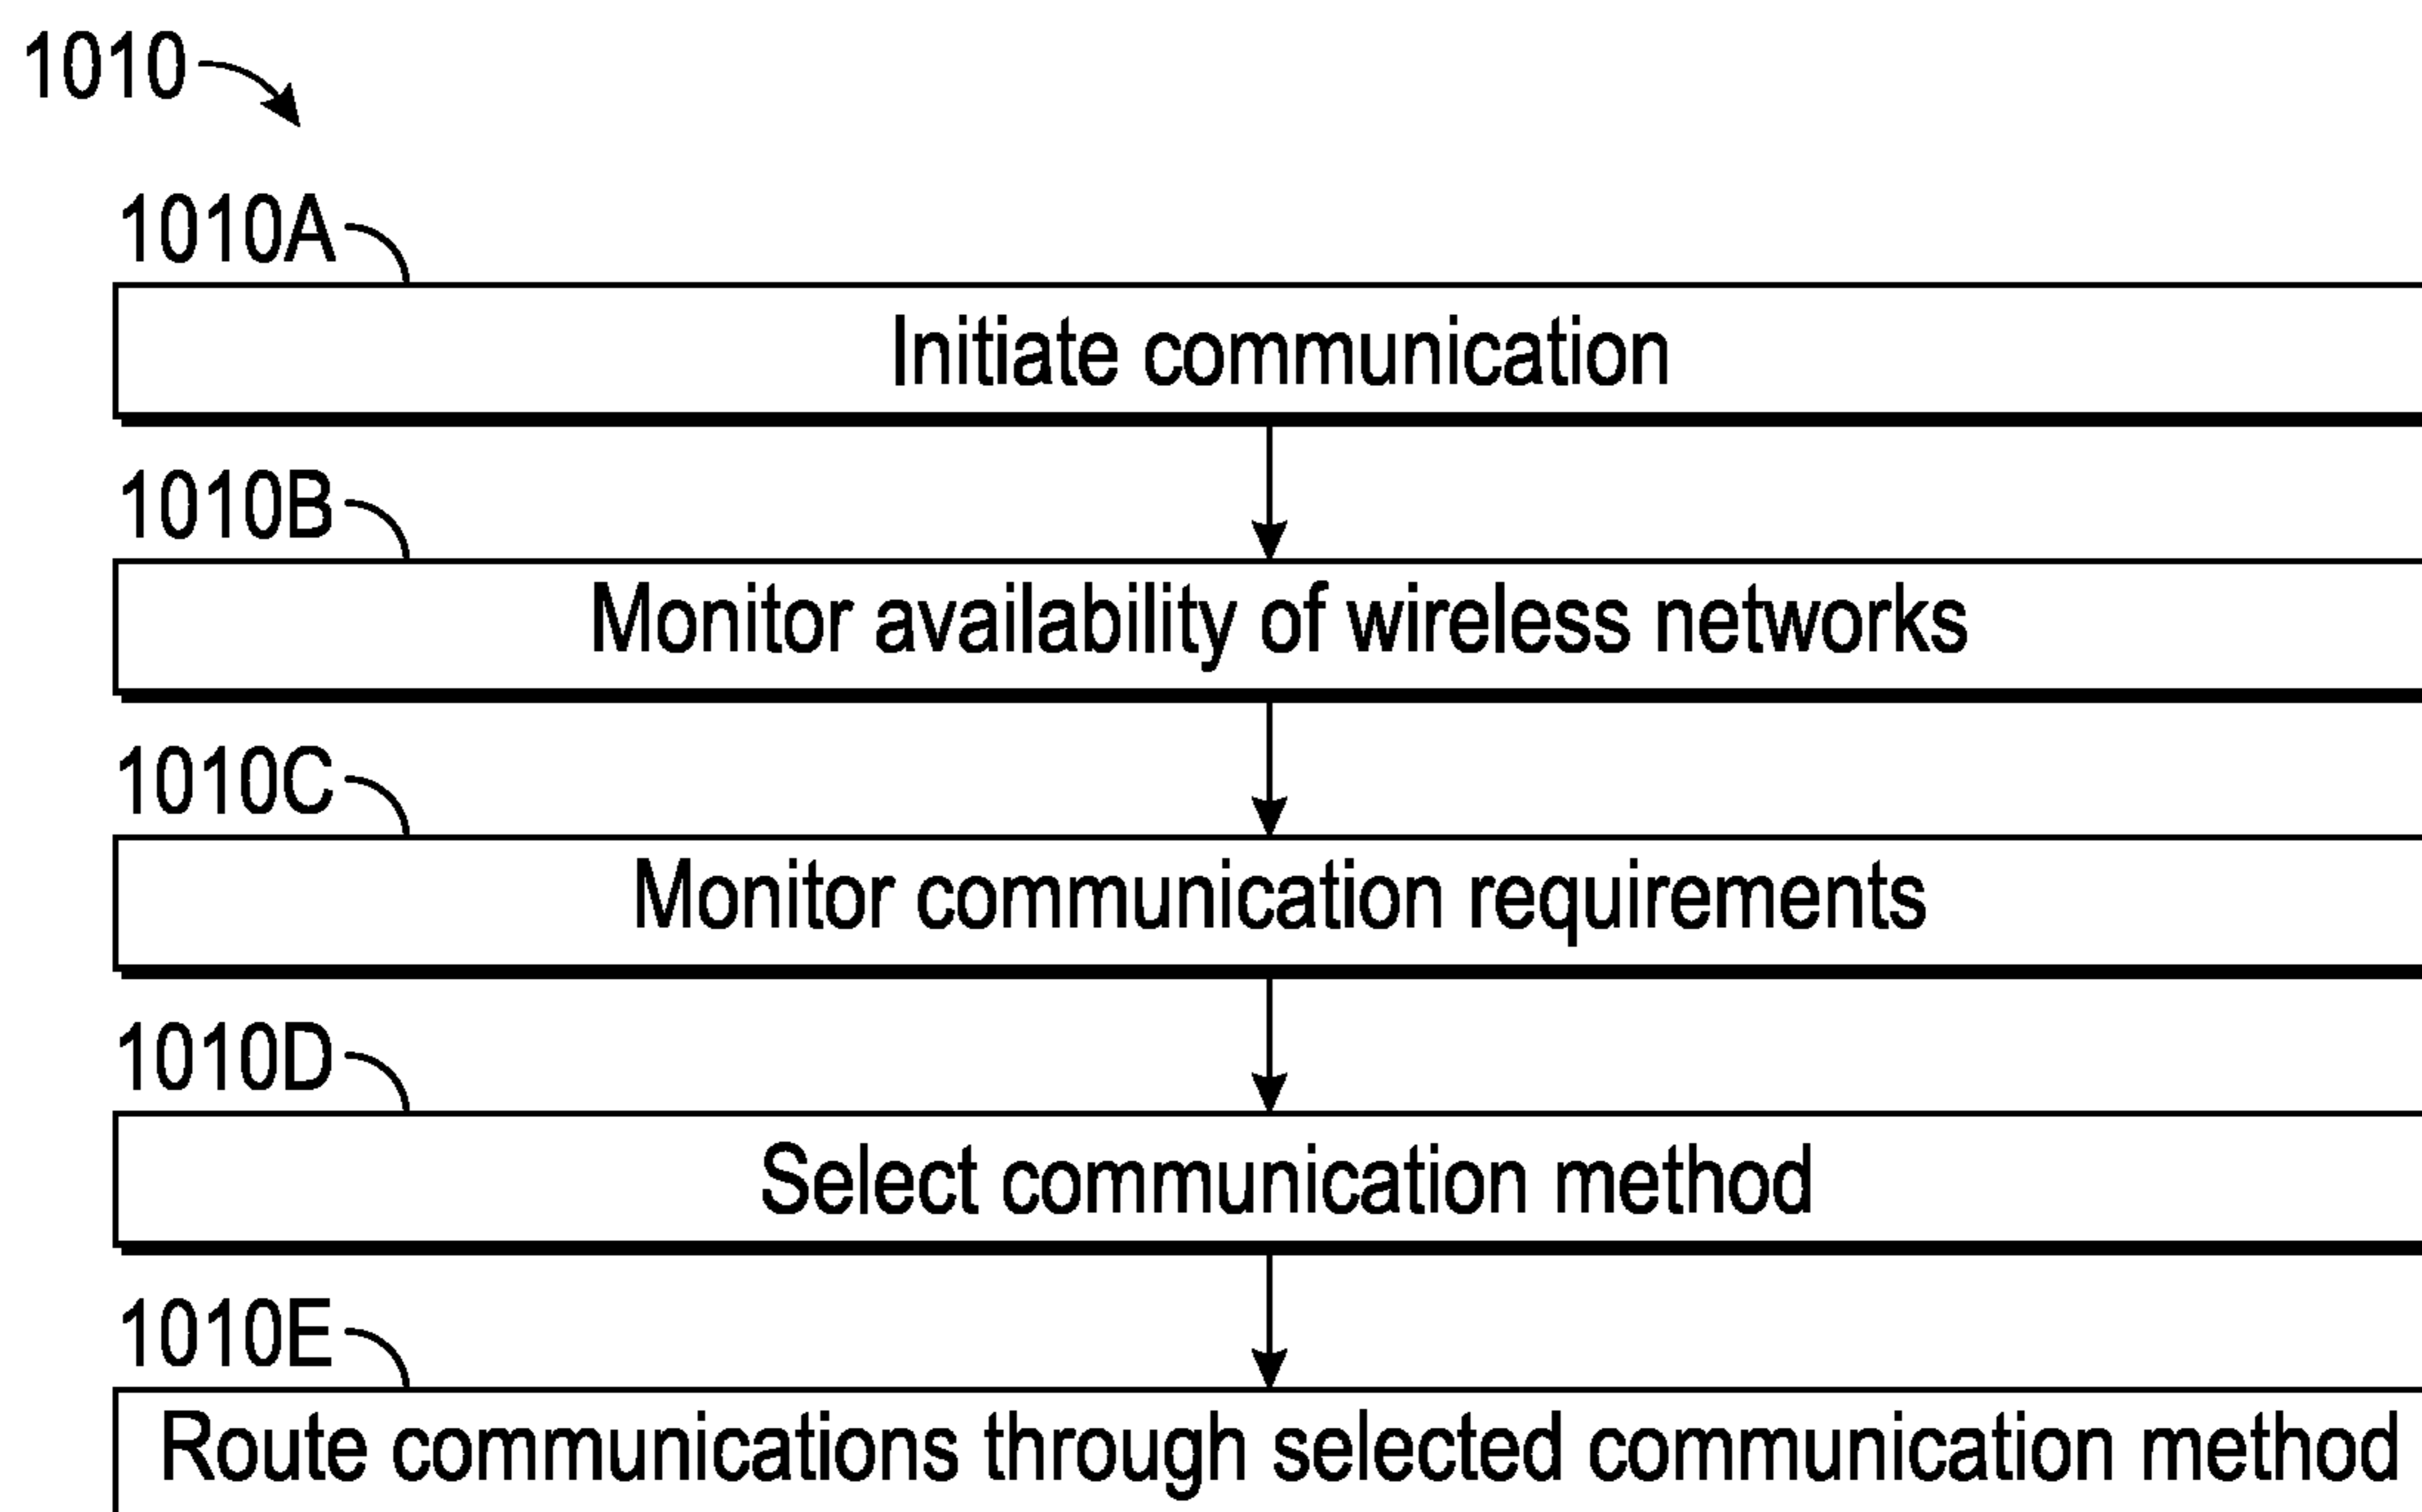 1010
1010A
Initiate communication
1010B
Monitor availability of wireless networks
1010C
Monitor communication requirements
1010D
Select communication method
1010E
Route communications through selected communication method